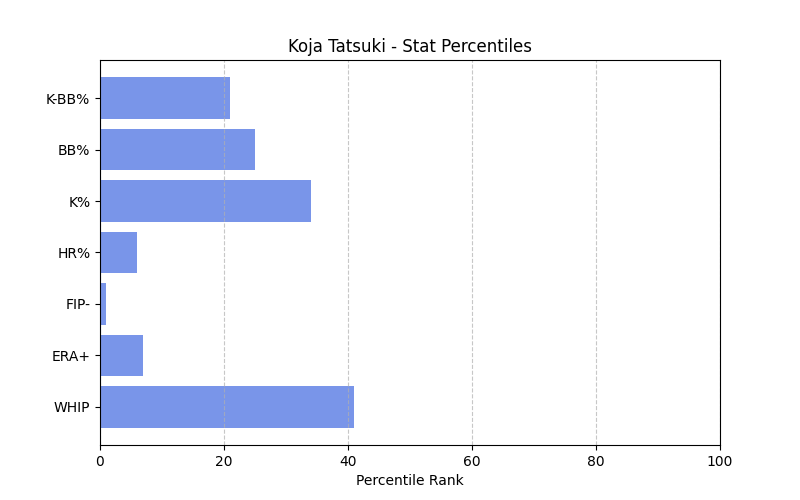 Koja Tatsuki - Stat Percentiles
K-BB%
BB%
K%
HR%
FIP-
ERA+
WHIP
0 20 40 60 80 100
Percentile Rank